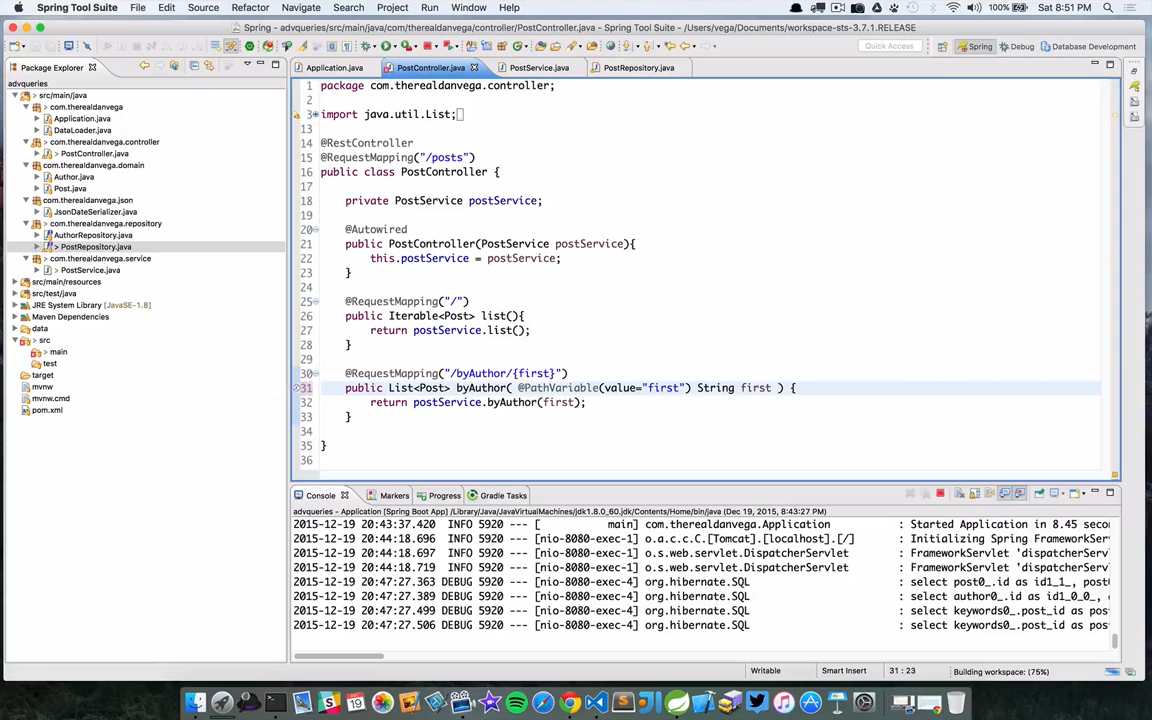 Spring Tool Suite File Edit Source Refactor Navigate Search Project Run Window Help 100% Sat 8:51 PM
Spring - advqueries/src/main/java/com/therealdanvega/controller/PostController.java - Spring Tool Suite - /Users/vega/Documents/workspace-sts-3.7.1.RELEASE
Quick Access Spring Debug Database Development
Package Explorer
advqueries
src/main/java
com.therealdanvega
Application.java
DataLoader.java
com.therealdanvega.controller
PostController.java
com.therealdanvega.domain
Author.java
Post.java
com.therealdanvega.json
JsonDateSerializer.java
com.therealdanvega.repository
AuthorRepository.java
> PostRepository.java
> com.therealdanvega.service
> PostService.java
src/main/resources
src/test/java
JRE System Library [JavaSE-1.8]
Maven Dependencies
data
> src
> main
test
target
mvnw
mvnw.cmd
pom.xml
Application.java PostController.java PostService.java PostRepository.java
1 package com.therealdanvega.controller;
2
3 import java.util.List;
13
14 @RestController
15 @RequestMapping("/posts")
16 public class PostController {
17
18 private PostService postService;
19
20 @Autowired
21 public PostController(PostService postService){
22 this.postService = postService;
23 }
24
25 @RequestMapping("/")
26 public Iterable<Post> list(){
27 return postService.list();
28 }
29
30 @RequestMapping("/byAuthor/{first}")
31 public List<Post> byAuthor( @PathVariable(value="first") String first ) {
32 return postService.byAuthor(first);
33 }
34
35 }
36
Console Markers Progress Gradle Tasks
advqueries - Application [Spring Boot App] /Library/Java/JavaVirtualMachines/jdk1.8.0_60.jdk/Contents/Home/bin/java (Dec 19, 2015, 8:43:27 PM)
2015-12-19 20:43:37.420 INFO 5920 --- [ main] com.therealdanvega.Application : Started Application in 8.45 seco
2015-12-19 20:44:18.696 INFO 5920 --- [nio-8080-exec-1] o.a.c.c.C.[Tomcat].[localhost].[/] : Initializing Spring FrameworkS
2015-12-19 20:44:18.697 INFO 5920 --- [nio-8080-exec-1] o.s.web.servlet.DispatcherServlet : FrameworkServlet 'dispatcherSe
2015-12-19 20:44:18.719 INFO 5920 --- [nio-8080-exec-1] o.s.web.servlet.DispatcherServlet : FrameworkServlet 'dispatcherSe
2015-12-19 20:47:27.363 DEBUG 5920 --- [nio-8080-exec-4] org.hibernate.SQL : select post0_.id as id1_1_, post
2015-12-19 20:47:27.389 DEBUG 5920 --- [nio-8080-exec-4] org.hibernate.SQL : select author0_.id as id1_0_0_,
2015-12-19 20:47:27.499 DEBUG 5920 --- [nio-8080-exec-4] org.hibernate.SQL : select keywords0_.post_id as pos
2015-12-19 20:47:27.506 DEBUG 5920 --- [nio-8080-exec-4] org.hibernate.SQL : select keywords0_.post_id as pos
Writable Smart Insert 31 : 23 Building workspace: (75%)